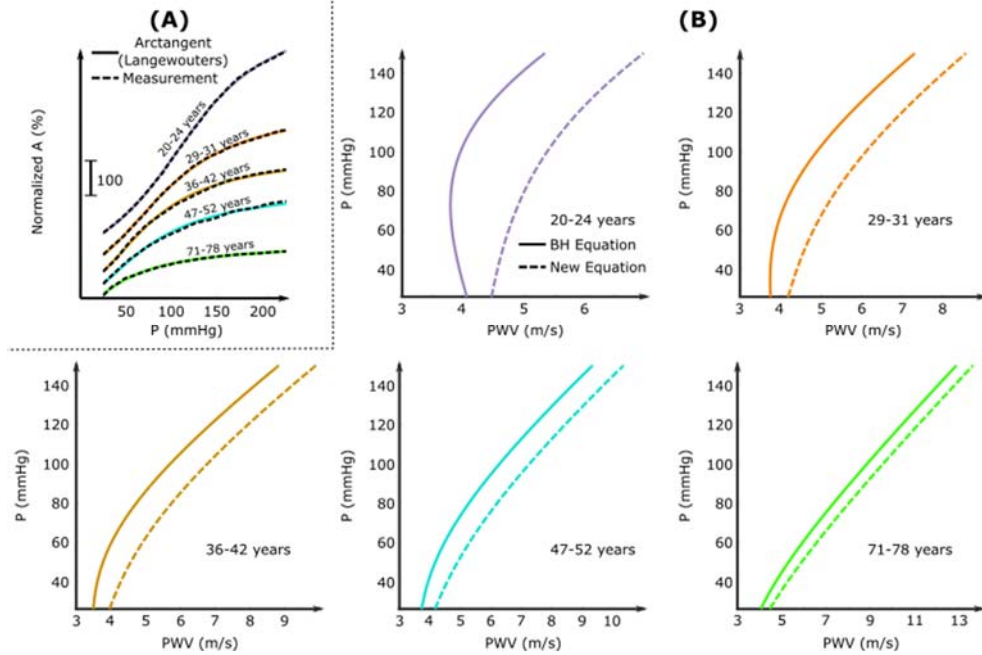 (A)
Arctangent
(Langewouters)
Measurement
20-24 years
29-31 years
36-42 years
47-52 years
71-78 years
100
Normalized A (%)
50 100 150 200
P (mmHg)
(B)
P (mmHg)
140
120
100
80
60
40
20-24 years
BH Equation
New Equation
3 4 5 6
PWV (m/s)
P (mmHg)
140
120
100
80
60
40
29-31 years
3 4 5 6 7 8
PWV (m/s)
P (mmHg)
140
120
100
80
60
40
36-42 years
3 4 5 6 7 8 9
PWV (m/s)
P (mmHg)
140
120
100
80
60
40
47-52 years
3 4 5 6 7 8 9 10
PWV (m/s)
P (mmHg)
140
120
100
80
60
40
71-78 years
3 5 7 9 11 13
PWV (m/s)